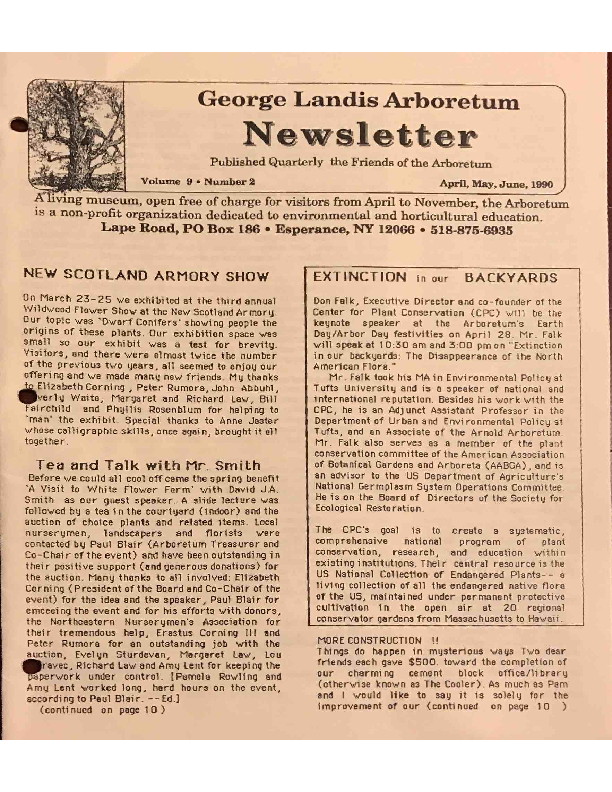 George Landis Arboretum
Newsletter
Published Quarterly the Friends of the Arboretum
Volume 9 • Number 2
April, May, June, 1990
A living museum, open free of charge for visitors from April to November, the Arboretum
is a non-profit organization dedicated to environmental and horticultural education.
Lape Road, PO Box 186 • Esperance, NY 12066 • 518-875-6935
NEW SCOTLAND ARMORY SHOW
On March 23-25 we exhibited at the third annual
Wildwood Flower Show at the New Scotland Armory.
Our topic was 'Dwarf Conifers' showing people the
origins of these plants. Our exhibition space was
small so our exhibit was a test for brevity.
Visitors, and there were almost twice the number
of the previous two years, all seemed to enjoy our
offering and we made many new friends. My thanks
to Elizabeth Corning , Peter Rumora, John Abbuhl,
verly Waite, Margaret and Richard Law, Bill
Fairchild and Phyllis Rosenblum for helping to
'man' the exhibit. Special thanks to Anne Jaster
whose calligraphic skills, once again, brought it all
together.
Tea and Talk with Mr. Smith
Before we could all cool off came the spring benefit
'A Visit to White Flower Farm' with David J.A.
Smith as our guest speaker. A slide lecture was
followed by a tea in the courtyard (indoor) and the
auction of choice plants and related items. Local
nurserymen, landscapers and florists were
contacted by Paul Blair (Arboretum Treasurer and
Co-Chair of the event) and have been outstanding in
their positive support (and generous donations) for
the auction. Many thanks to all involved: Elizabeth
Corning (President of the Board and Co-Chair of the
event) for the idea and the speaker, Paul Blair for
emceeing the event and for his efforts with donors,
the Northeastern Nurserymen's Association for
their tremendous help, Erastus Corning III and
Peter Rumora for an outstanding job with the
auction, Evelyn Sturdevan, Margaret Law, Lou
raves, Richard Law and Amy Lent for keeping the
paperwork under control. [Pamela Rowling and
Amy Lent worked long, hard hours on the event,
according to Paul Blair. --Ed.]
(continued on page 10 )
EXTINCTION in our BACKYARDS
Don Falk, Executive Director and co-founder of the
Center for Plant Conservation (CPC) will be the
keynote speaker at the Arboretum's Earth
Day/Arbor Day festivities on April 28. Mr. Falk
will speak at 10:30 am and 3:00 pm on "Extinction
in our backyards: The Disappearance of the North
American Flora."
Mr. Falk took his MA in Environmental Policy at
Tufts University and is a speaker of national and
international reputation. Besides his work with the
CPC, he is an Adjunct Assistant Professor in the
Department of Urban and Environmental Policy at
Tufts, and an Associate of the Arnold Arboretum.
Mr. Falk also serves as a member of the plant
conservation committee of the American Association
of Botanical Gardens and Arboreta (AABGA), and is
an advisor to the US Department of Agriculture's
National Germplasm System Operations Committee.
He is on the Board of Directors of the Society for
Ecological Restoration.
The CPC's goal is to create a systematic,
comprehensive national program of plant
conservation, research, and education within
existing institutions. Their central resource is the
US National Collection of Endangered Plants-- a
living collection of all the endangered native flora
of the US, maintained under permanent protective
cultivation in the open air at 20 regional
conservator gardens from Massachusetts to Hawaii.
MORE CONSTRUCTION !!
Things do happen in mysterious ways Two dear
friends each gave $500. toward the completion of
our charming cement block office/library
(otherwise known as The Cooler). As much as Pam
and I would like to say it is solely for the
improvement of our (continued on page 10 )